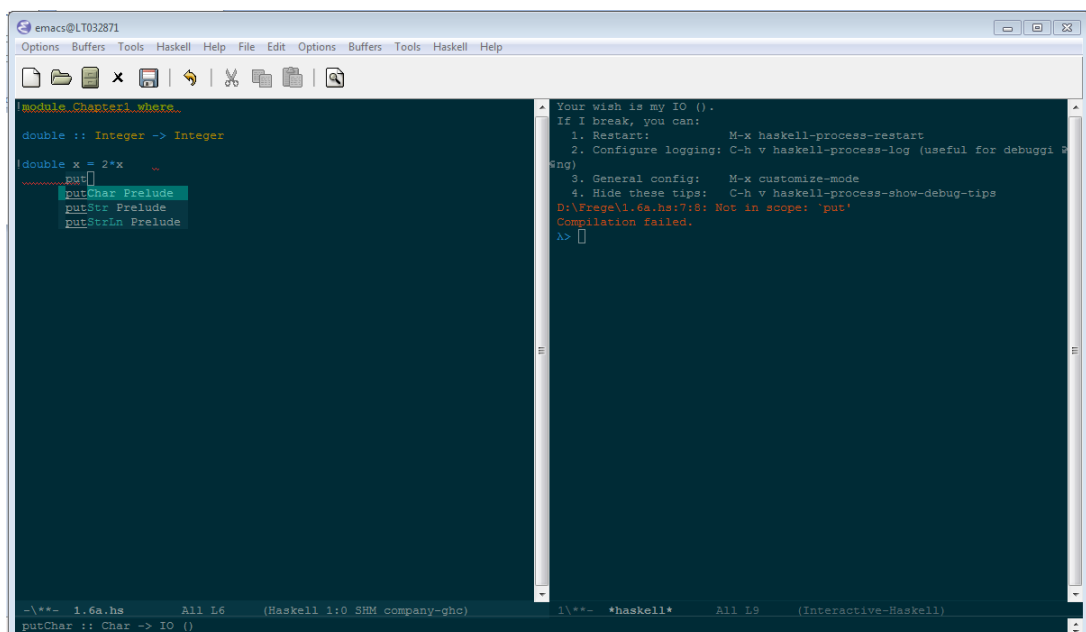 emacs@LT032871
Options Buffers Tools Haskell Help File Edit Options Buffers Tools Haskell Help
!module Chapter1 where
double :: Integer -> Integer
!double x = 2*x
put
putChar Prelude
putStr Prelude
putStrLn Prelude
-\**- 1.6a.hs All L6 (Haskell 1:0 SHM company-ghc)
Your wish is my IO ().
If I break, you can:
1. Restart: M-x haskell-process-restart
2. Configure logging: C-h v haskell-process-log (useful for debuggi
ng)
3. General config: M-x customize-mode
4. Hide these tips: C-h v haskell-process-show-debug-tips
D:\Frege\1.6a.hs:7:8: Not in scope: `put'
Compilation failed.
λ>
1\**- *haskell* All L9 (Interactive-Haskell)
putChar :: Char -> IO ()